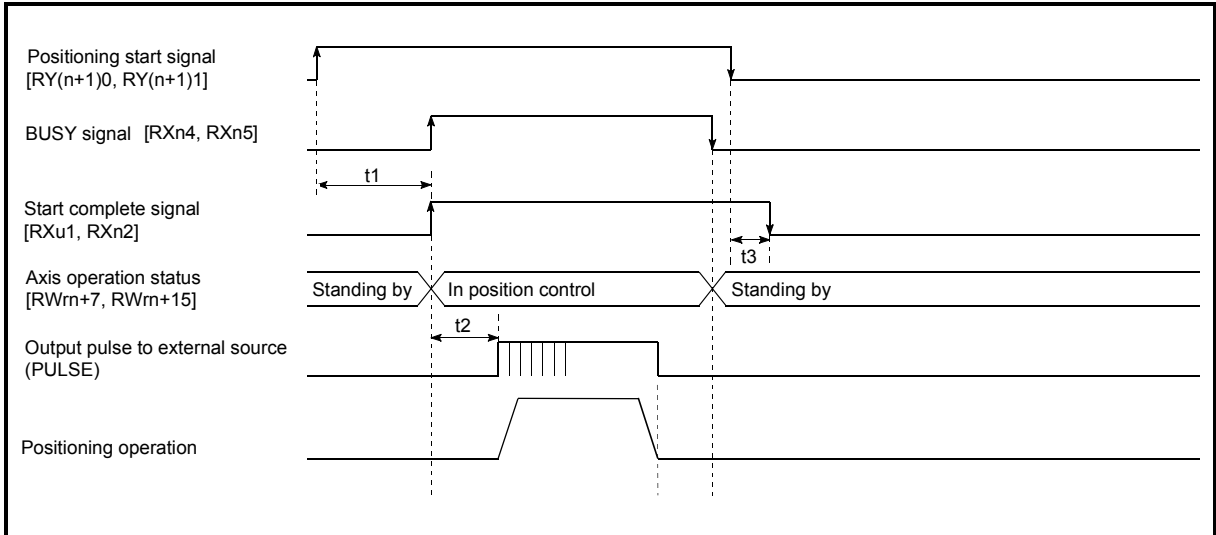 Positioning start signal
[RY(n+1)0, RY(n+1)1]
BUSY signal [RXn4, RXn5]
t1
Start complete signal
[RXu1, RXn2]
t3
Axis operation status
[RWrn+7, RWrn+15]
Standing by
In position control
Standing by
t2
Output pulse to external source
(PULSE)
Positioning operation